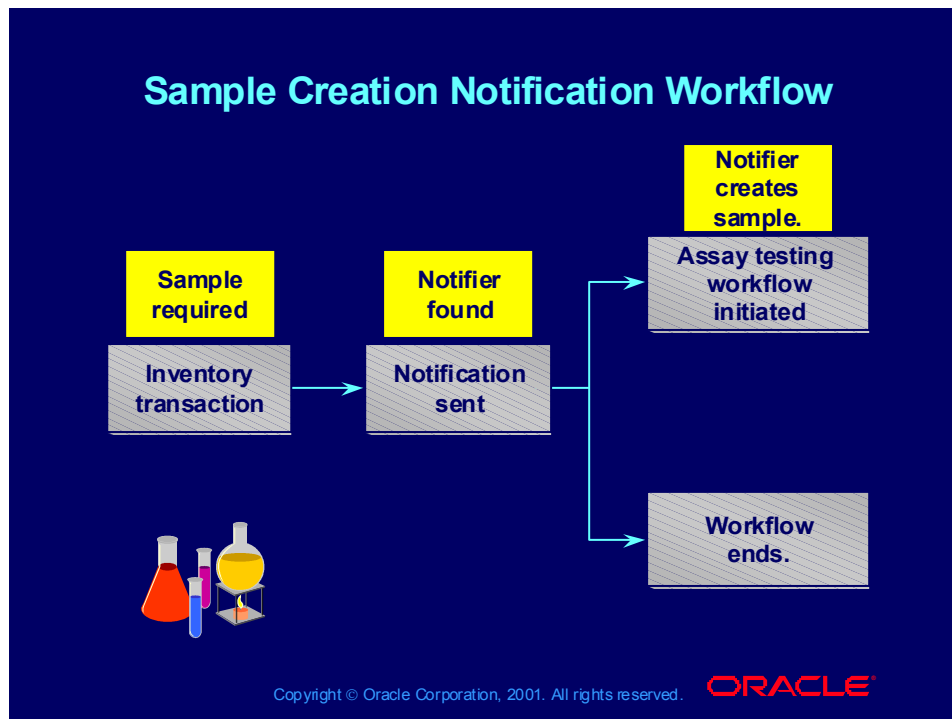 Sample Creation Notification Workflow
Sample
required
Inventory
transaction
Notifier
found
Notification
sent
Notifier
creates
sample.
Assay testing
workflow
initiated
Workflow
ends.
Copyright © Oracle Corporation, 2001. All rights reserved.
ORACLE®